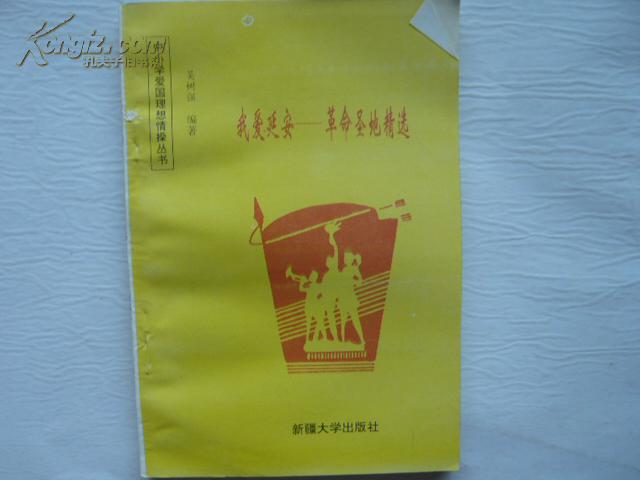 Kongfz.com
孔夫子旧书网
中小学爱国理想情操丛书
吴树强 编著
我爱延安——革命圣地精选
新疆大学出版社